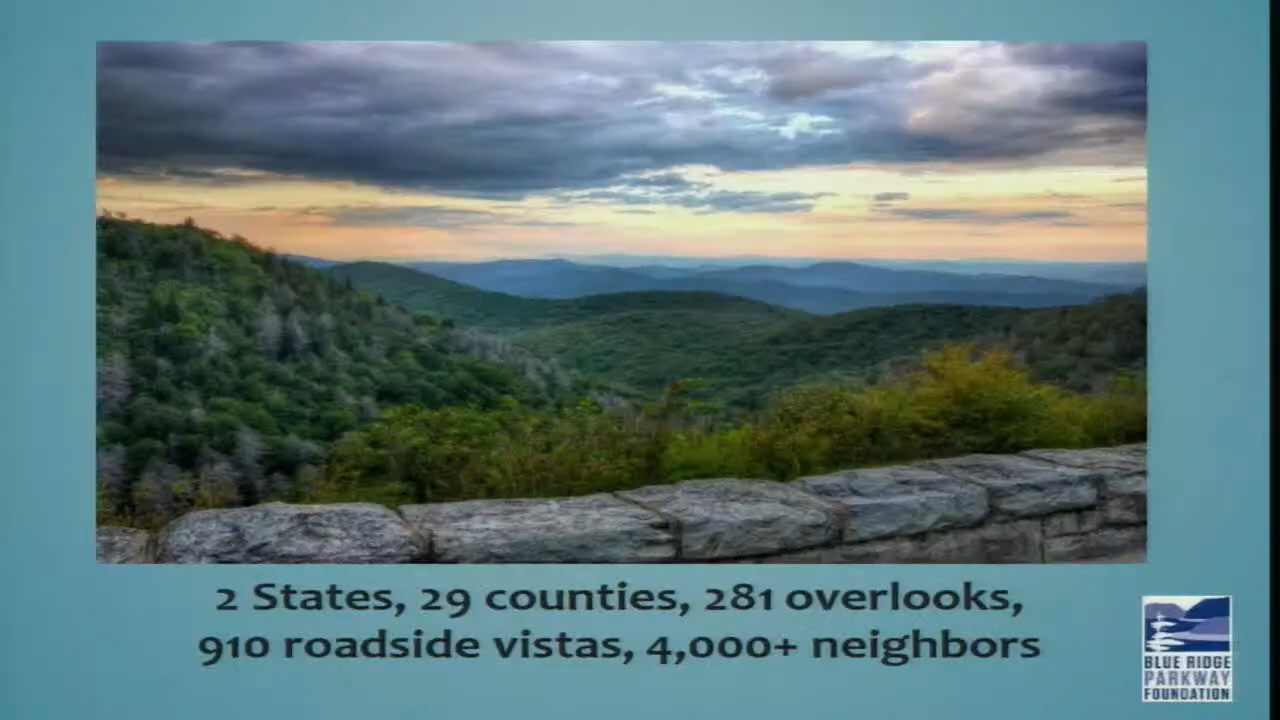 2 States, 29 counties, 281 overlooks,
910 roadside vistas, 4,000+ neighbors
BLUE RIDGE
PARKWAY
FOUNDATION